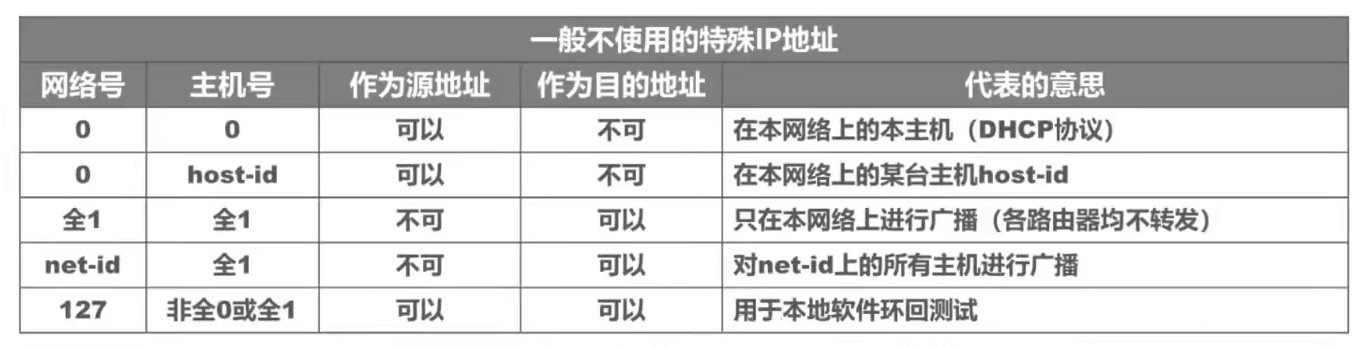 一般不使用的特殊IP地址
网络号 主机号 作为源地址 作为目的地址 代表的意思
0 0 可以 不可 在本网络上的本主机（DHCP协议）
0 host-id 可以 不可 在本网络上的某台主机host-id
全1 全1 不可 可以 只在本网络上进行广播（各路由器均不转发）
net-id 全1 不可 可以 对net-id上的所有主机进行广播
127 非全0或全1 可以 可以 用于本地软件环回测试